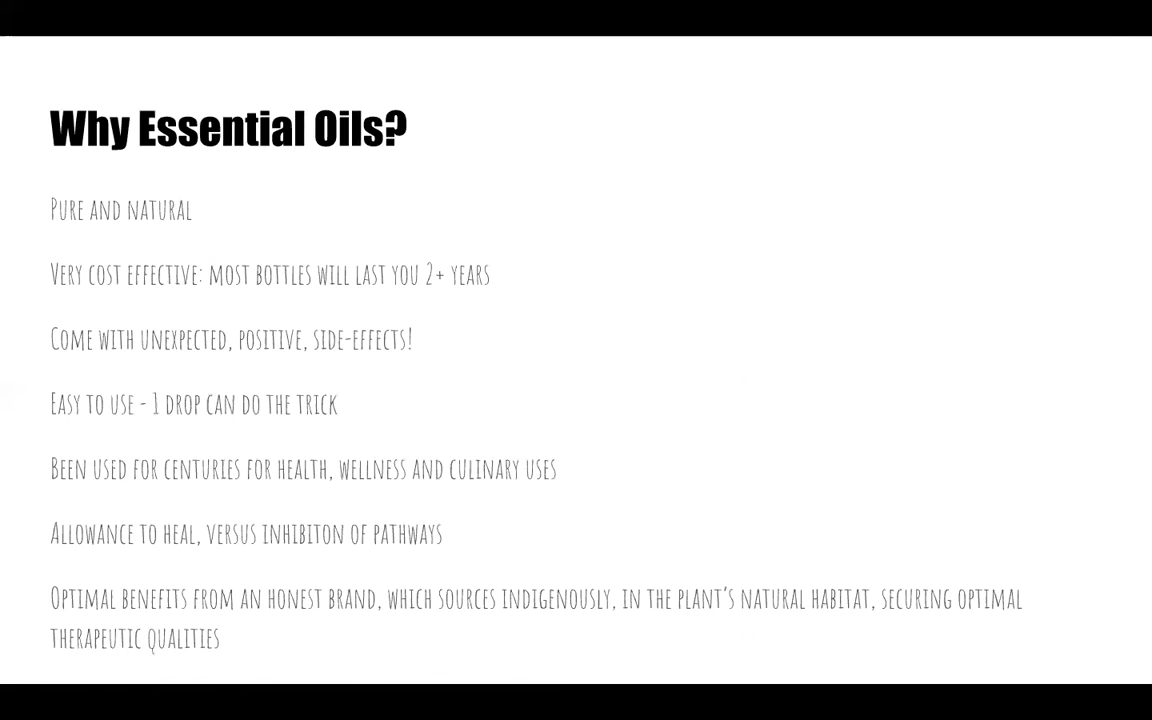 Why Essential Oils?
Pure and natural
Very cost effective: most bottles will last you 2+ years
Come with unexpected, positive, side-effects!
Easy to use - 1 drop can do the trick
Been used for centuries for health, wellness and culinary uses
Allowance to heal, versus inhibiton of pathways
Optimal benefits from an honest brand, which sources indigenously, in the plant's natural habitat, securing optimal
therapeutic qualities